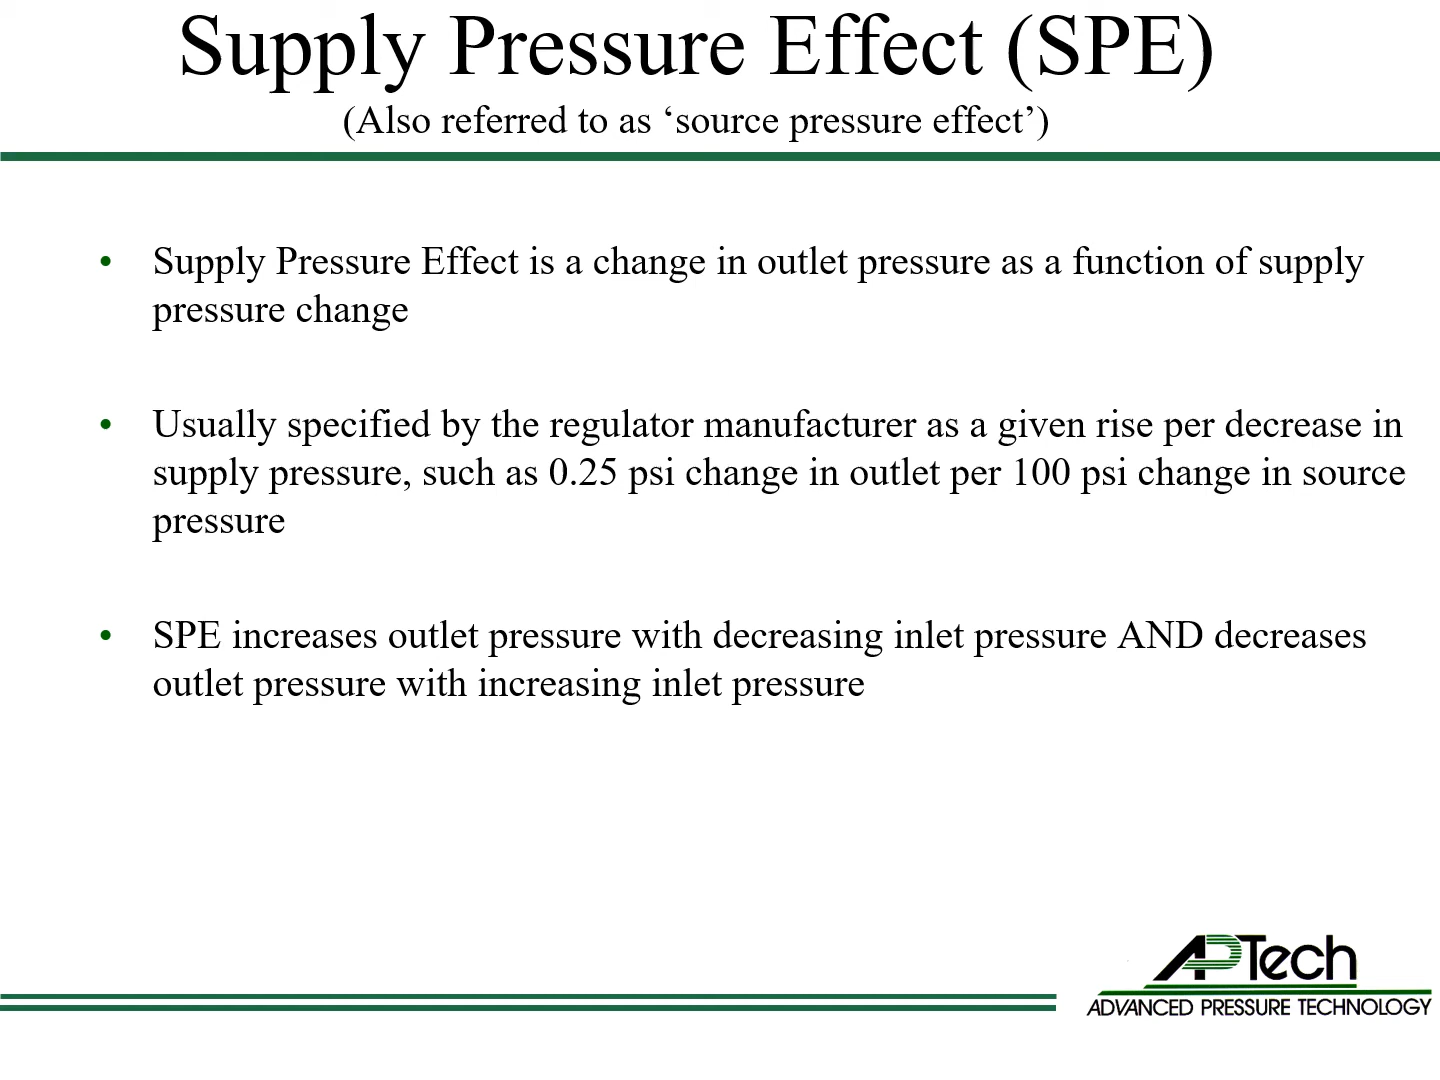 Supply Pressure Effect (SPE)
(Also referred to as ‘source pressure effect’)
• Supply Pressure Effect is a change in outlet pressure as a function of supply
pressure change
• Usually specified by the regulator manufacturer as a given rise per decrease in
supply pressure, such as 0.25 psi change in outlet per 100 psi change in source
pressure
• SPE increases outlet pressure with decreasing inlet pressure AND decreases
outlet pressure with increasing inlet pressure
APTech
ADVANCED PRESSURE TECHNOLOGY